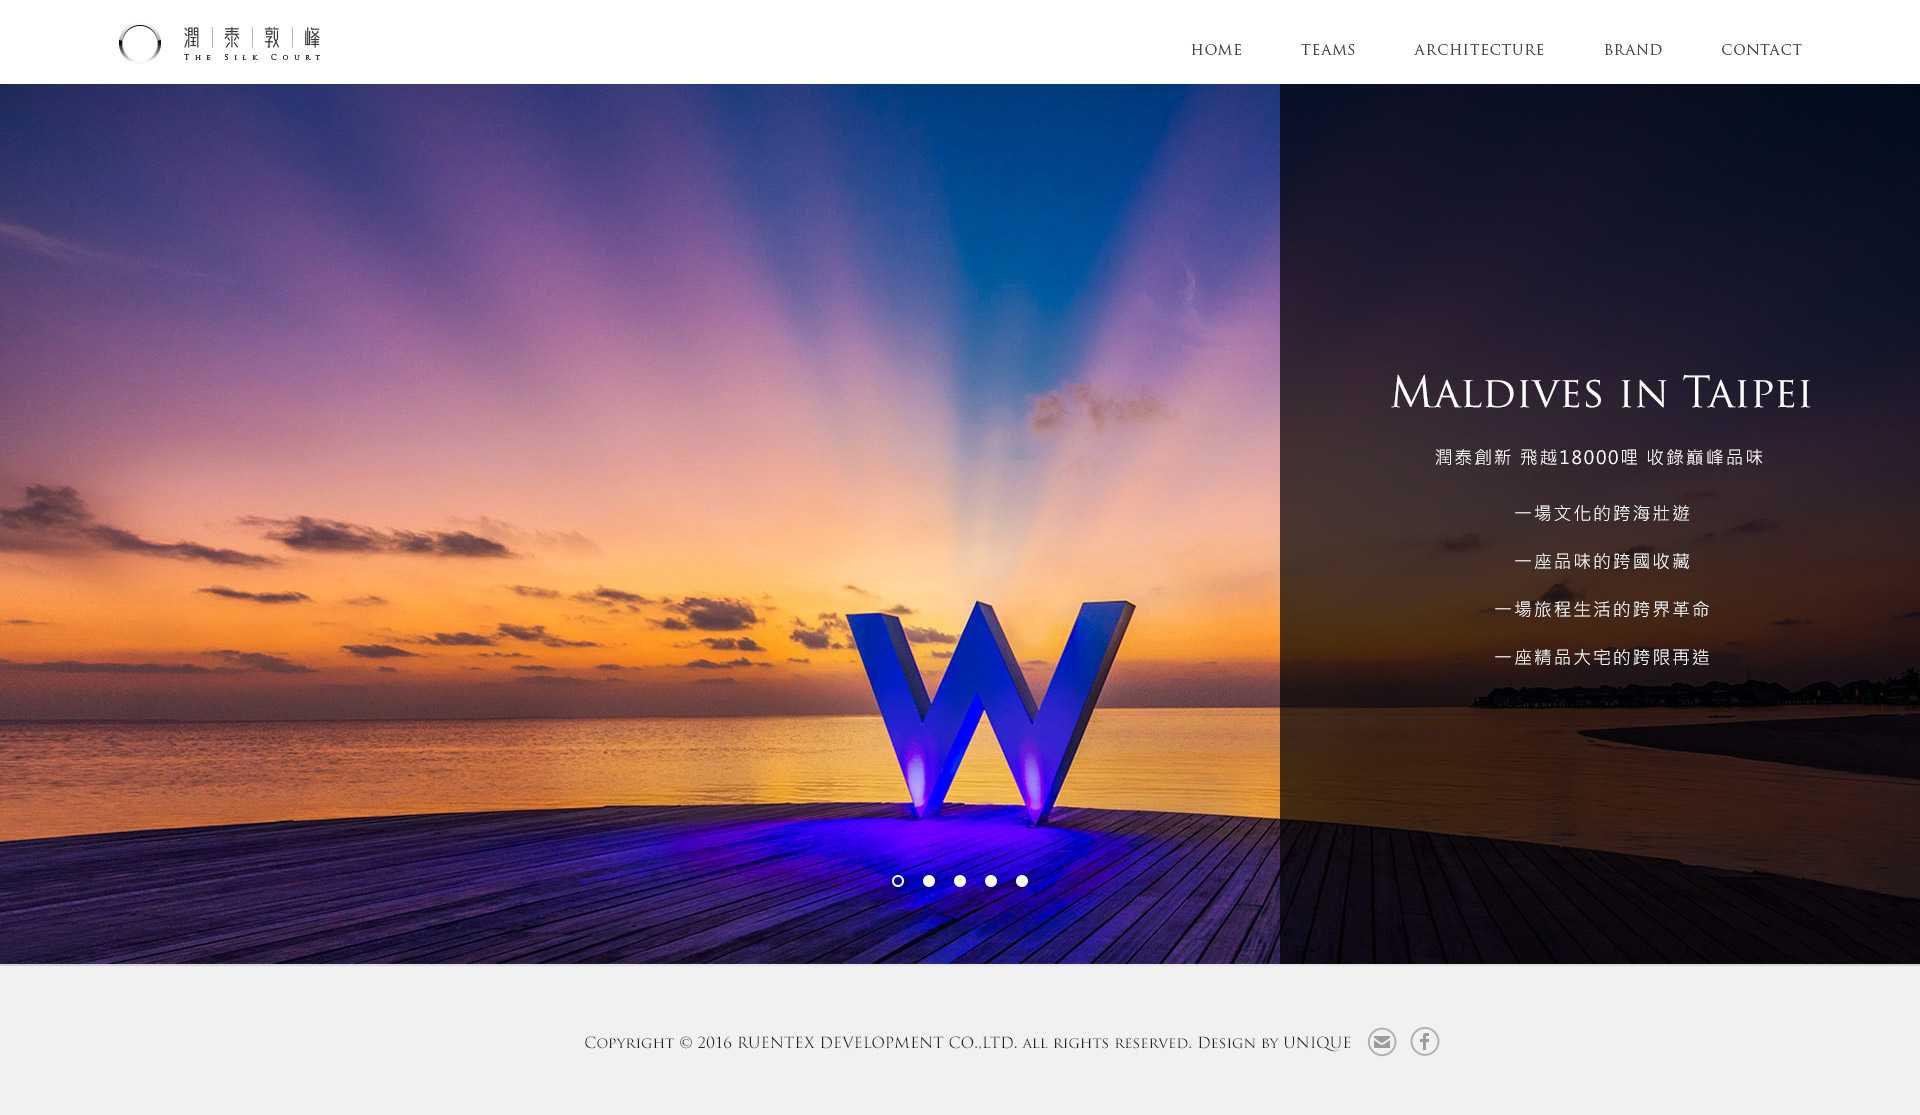 潤泰敦峰
THE SILK COURT
HOME TEAMS ARCHITECTURE BRAND CONTACT
MALDIVES IN TAIPEI
潤泰創新 飛越18000哩 收錄巔峰品味
一場文化的跨海壯遊
一座品味的跨國收藏
一場旅程生活的跨界革命
一座精品大宅的跨限再造
W
COPYRIGHT © 2016 RUENTEX DEVELOPMENT CO.,LTD. ALL RIGHTS RESERVED. DESIGN BY UNIQUE